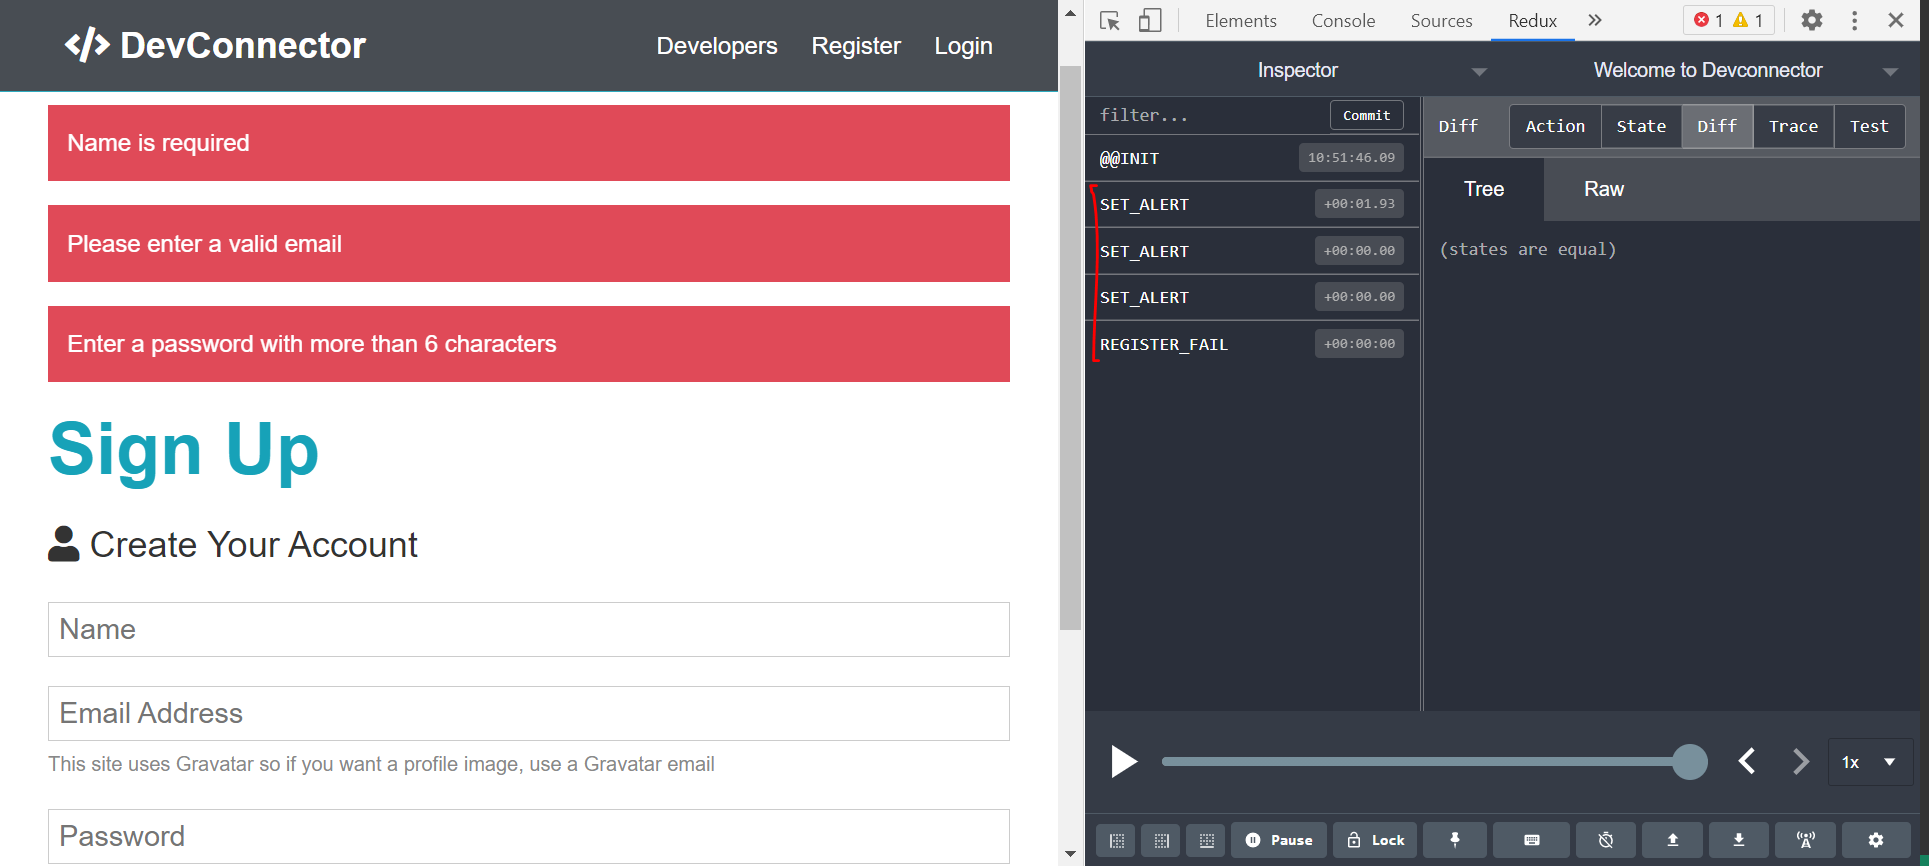 </> DevConnector
Developers Register Login
Name is required
Please enter a valid email
Enter a password with more than 6 characters
Sign Up
Create Your Account
Name
Email Address
This site uses Gravatar so if you want a profile image, use a Gravatar email
Password
Elements Console Sources Redux » 1 1
Inspector Welcome to Devconnector
filter... Commit
@@INIT 10:51:46.09
SET_ALERT +00:01.93
SET_ALERT +00:00.00
SET_ALERT +00:00.00
REGISTER_FAIL +00:00:00
Diff Action State Diff Trace Test
Tree Raw
(states are equal)
1x
Pause Lock